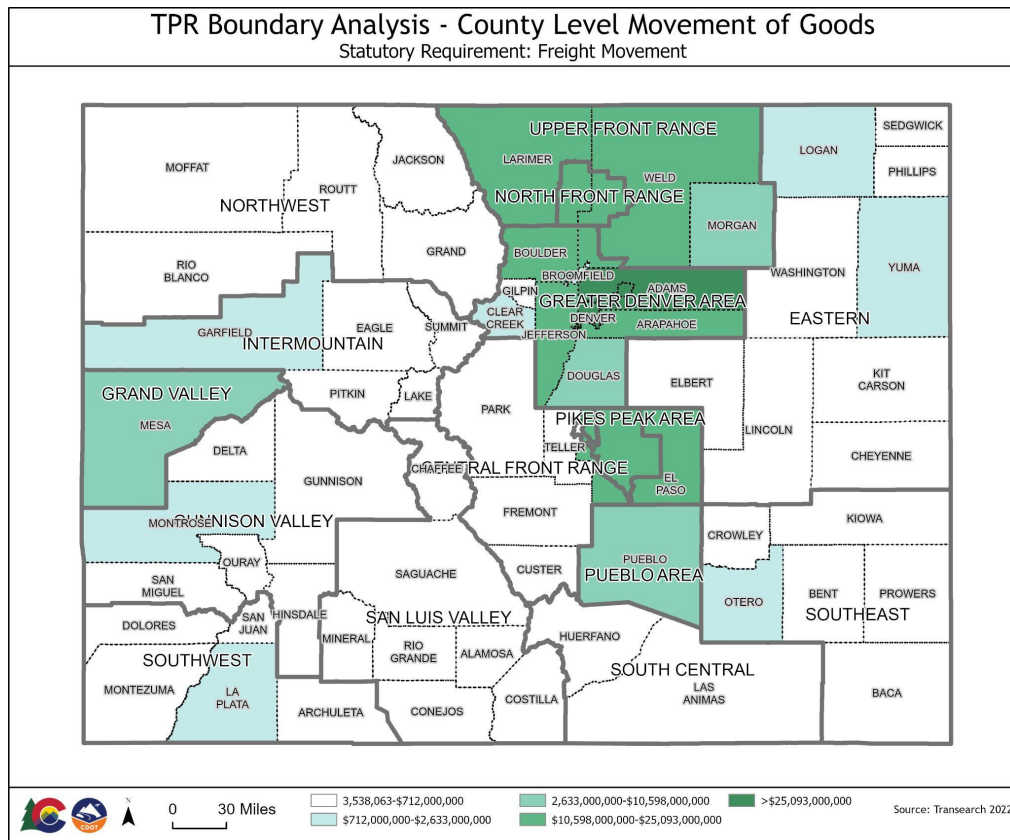 TPR Boundary Analysis - County Level Movement of Goods
Statutory Requirement: Freight Movement
MOFFAT
ROUTT
JACKSON
LARIMER
UPPER FRONT RANGE
WELD
LOGAN
SEDGWICK
PHILLIPS
NORTHWEST
NORTH FRONT RANGE
MORGAN
RIO
BLANCO
GRAND
BOULDER
BROOMFIELD
GILPIN
ADAMS
WASHINGTON
YUMA
GREATER DENVER AREA
CLEAR
CREEK
DENVER
JEFFERSON
ARAPAHOE
EASTERN
GARFIELD
EAGLE
SUMMIT
INTERMOUNTAIN
GRAND VALLEY
MESA
PITKIN
LAKE
PARK
DOUGLAS
ELBERT
KIT
CARSON
LINCOLN
CHEYENNE
PIKES PEAK AREA
TELLER
EL
PASO
DELTA
GUNNISON
CHAFFEE
CENTRAL FRONT RANGE
FREMONT
MONTROSE
GUNNISON VALLEY
OURAY
SAN
MIGUEL
SAGUACHE
CUSTER
PUEBLO
PUEBLO AREA
CROWLEY
KIOWA
OTERO
BENT
PROWERS
SOUTHEAST
DOLORES
SAN
JUAN
HINSDALE
MINERAL
SAN LUIS VALLEY
RIO
GRANDE
ALAMOSA
HUERFANO
SOUTHWEST
MONTEZUMA
LA
PLATA
ARCHULETA
CONEJOS
COSTILLA
SOUTH CENTRAL
LAS
ANIMAS
BACA
C
CDOT
N
0 30 Miles
3,538,063-$712,000,000
$712,000,000-$2,633,000,000
2,633,000,000-$10,598,000,000
$10,598,000,000-$25,093,000,000
>$25,093,000,000
Source: Transearch 2022